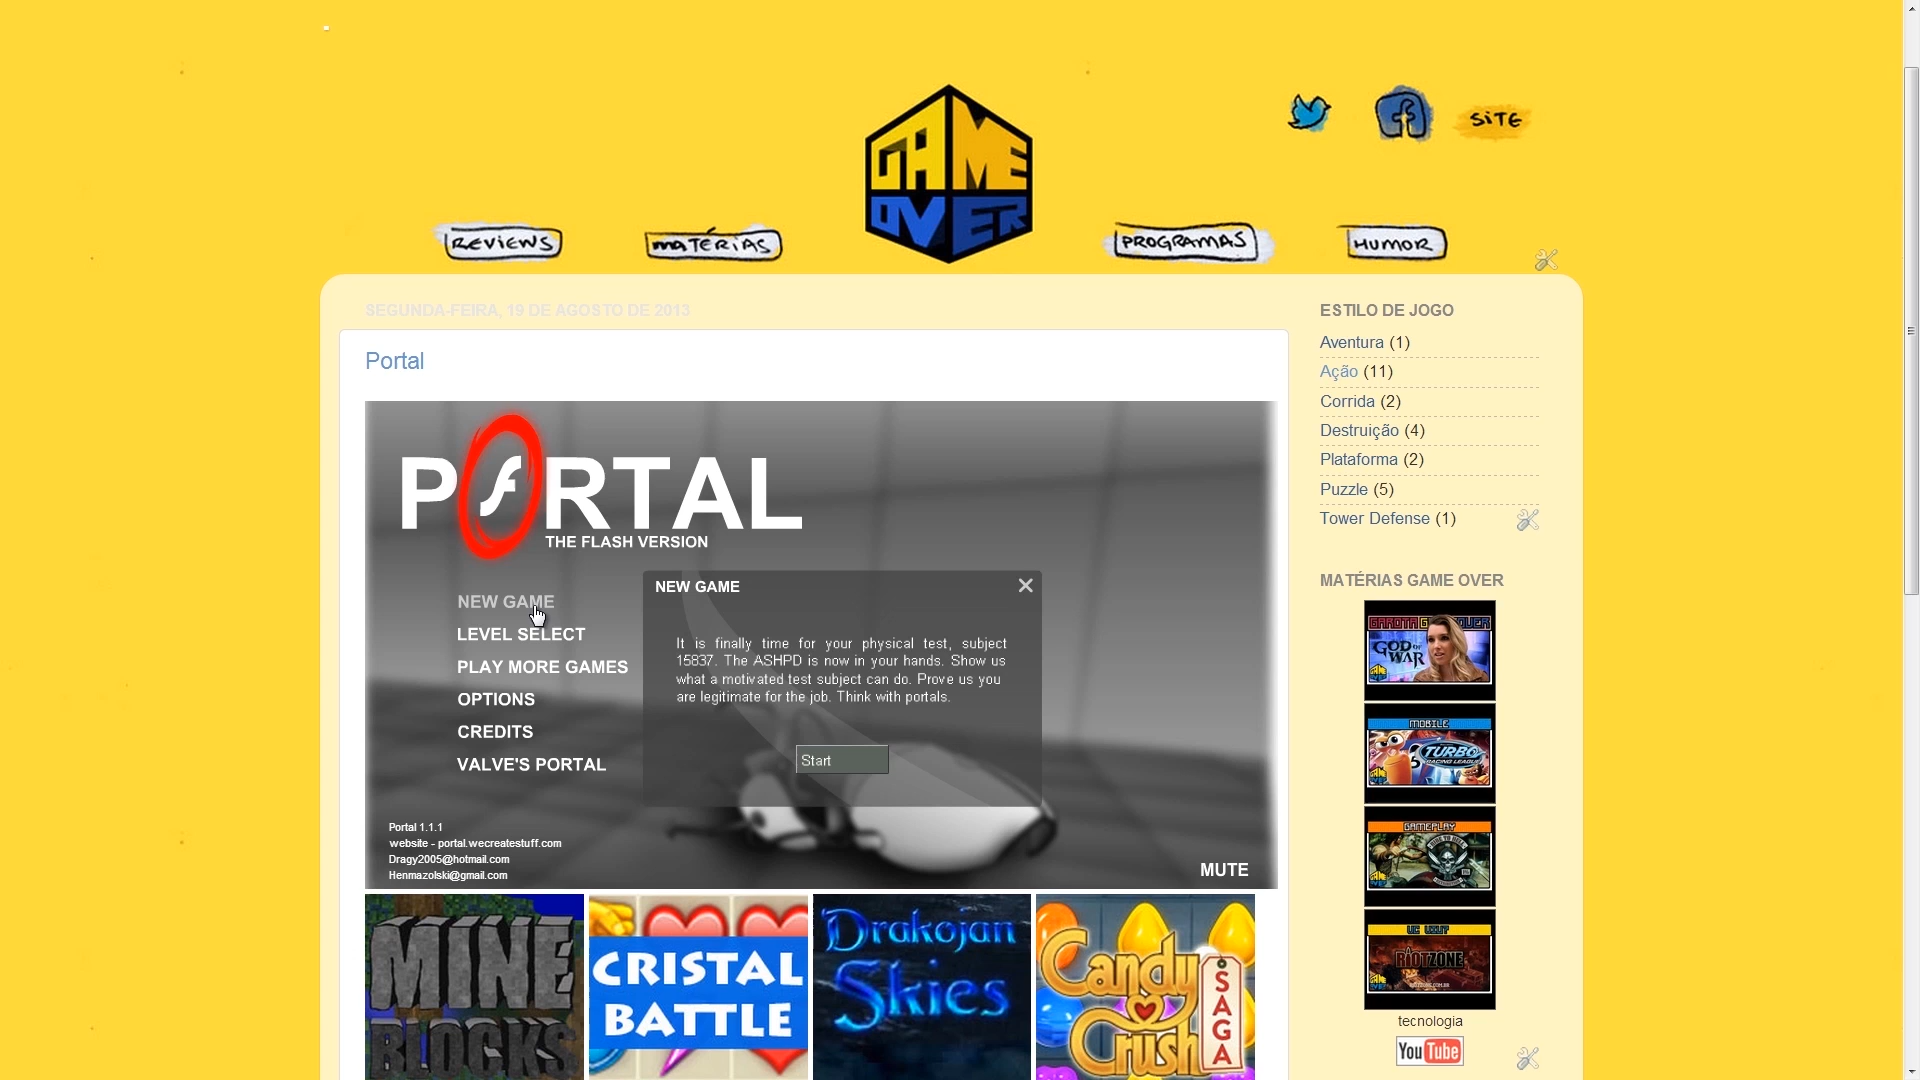 SiTE
GAME
OVER
REVIEWS
MATÉRIAS
PROGRAMAS
HUMOR
SEGUNDA-FEIRA, 19 DE AGOSTO DE 2013
Portal
PORTAL
THE FLASH VERSION
NEW GAME
LEVEL SELECT
PLAY MORE GAMES
OPTIONS
CREDITS
VALVE'S PORTAL
NEW GAME
It is finally time for your physical test, subject
15837. The ASHPD is now in your hands. Show us
what a motivated test subject can do. Prove us you
are legitimate for the job. Think with portals.
Start
Portal 1.1.1
website - portal.wecreatestuff.com
Dragy2005@hotmail.com
Henmazolski@gmail.com
MUTE
MINE
BLOCKS
CRISTAL
BATTLE
Drakojan
Skies
Candy
Crush
SAGA
ESTILO DE JOGO
Aventura (1)
Ação (11)
Corrida (2)
Destruição (4)
Plataforma (2)
Puzzle (5)
Tower Defense (1)
MATÉRIAS GAME OVER
GAROTA GAME OVER
GOD OF
WAR
MOBILE
TURBO
RACING LEAGUE
GAMEPLAY
RIOTZONE
tecnologia
YouTube